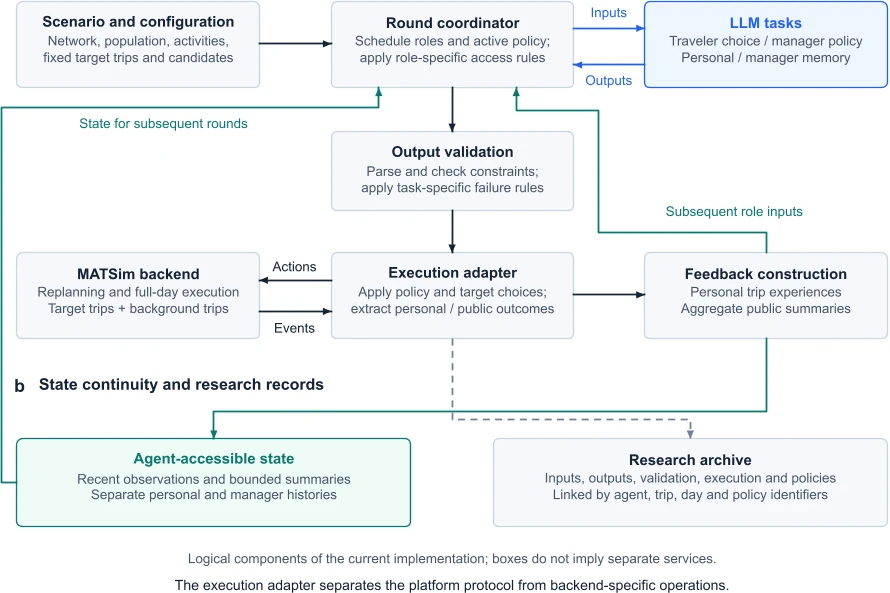 Scenario and configuration
Network, population, activities,
fixed target trips and candidates
Round coordinator
Schedule roles and active policy;
apply role-specific access rules
Inputs
Outputs
LLM tasks
Traveler choice / manager policy
Personal / manager memory
State for subsequent rounds
Output validation
Parse and check constraints;
apply task-specific failure rules
Subsequent role inputs
MATSim backend
Replanning and full-day execution
Target trips + background trips
Actions
Events
Execution adapter
Apply policy and target choices;
extract personal / public outcomes
Feedback construction
Personal trip experiences
Aggregate public summaries
b State continuity and research records
Agent-accessible state
Recent observations and bounded summaries
Separate personal and manager histories
Research archive
Inputs, outputs, validation, execution and policies
Linked by agent, trip, day and policy identifiers
Logical components of the current implementation; boxes do not imply separate services.
The execution adapter separates the platform protocol from backend-specific operations.